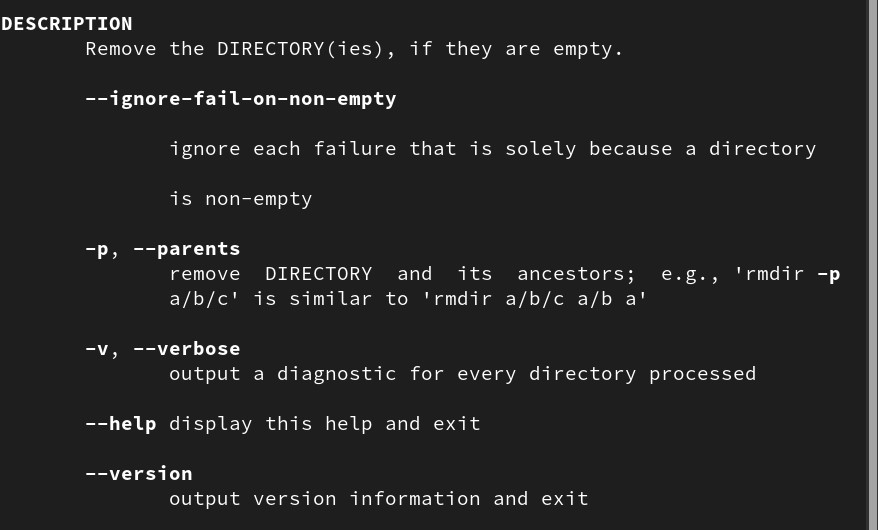 DESCRIPTION
Remove the DIRECTORY(ies), if they are empty.
--ignore-fail-on-non-empty
ignore each failure that is solely because a directory
is non-empty
-p, --parents
remove DIRECTORY and its ancestors; e.g., 'rmdir -p
a/b/c' is similar to 'rmdir a/b/c a/b a'
-v, --verbose
output a diagnostic for every directory processed
--help display this help and exit
--version
output version information and exit